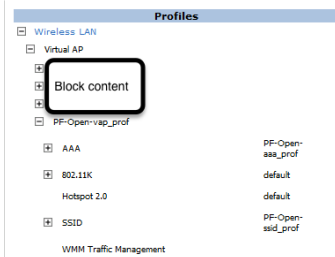 Profiles
Wireless LAN
Virtual AP
Block content
PF-Open-vap_prof
AAA PF-Open-
aaa_prof
802.11K default
Hotspot 2.0 default
SSID PF-Open-
ssid_prof
WMM Traffic Management